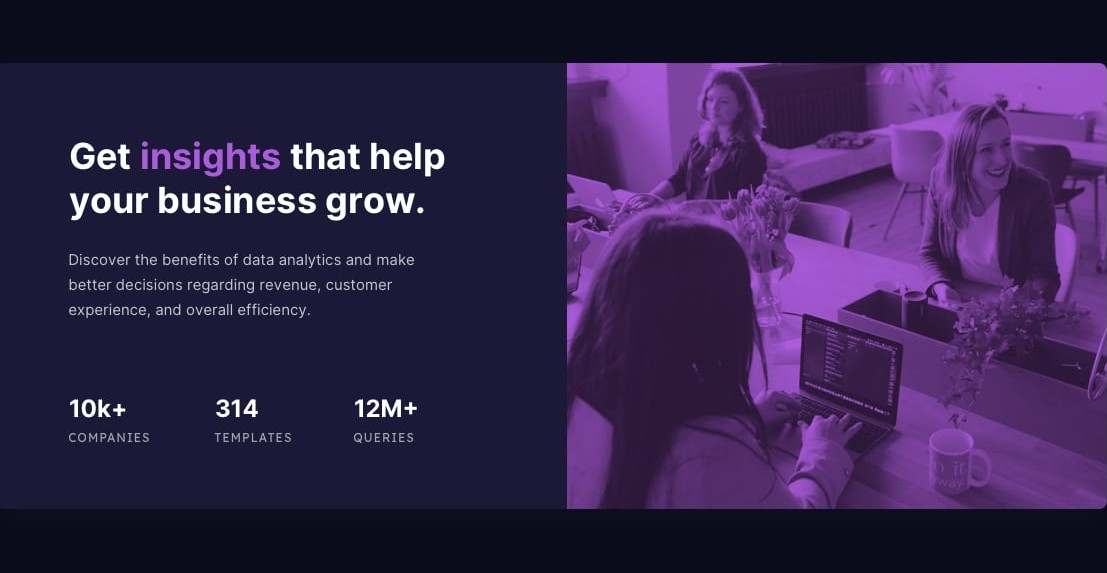 Get insights that help
your business grow.
Discover the benefits of data analytics and make
better decisions regarding revenue, customer
experience, and overall efficiency.
10k+ 314 12M+
COMPANIES TEMPLATES QUERIES